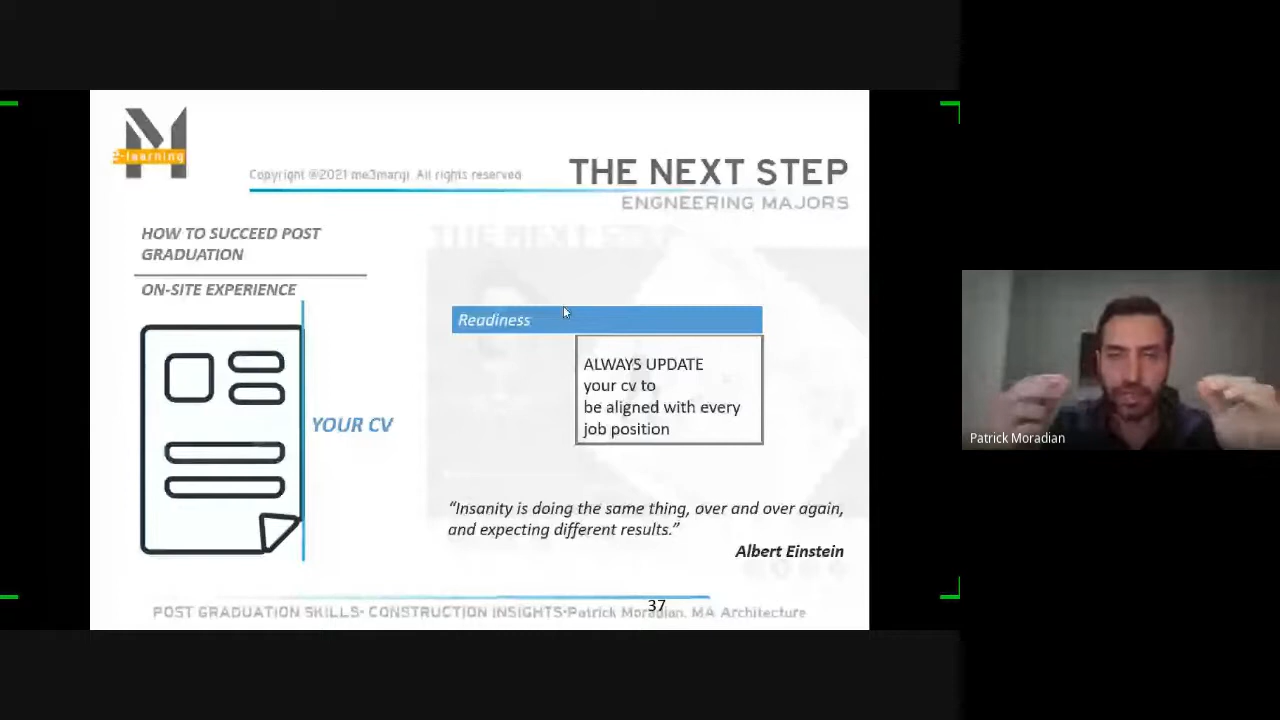 -learning
Copyright @2021 me3marji. All rights reserved
THE NEXT STEP
ENGNEERING MAJORS
HOW TO SUCCEED POST
GRADUATION
ON-SITE EXPERIENCE
YOUR CV
Readiness
ALWAYS UPDATE
your cv to
be aligned with every
job position
“Insanity is doing the same thing, over and over again,
and expecting different results.”
Albert Einstein
37
POST GRADUATION SKILLS- CONSTRUCTION INSIGHTS-Patrick Moradian. MA Architecture
Patrick Moradian